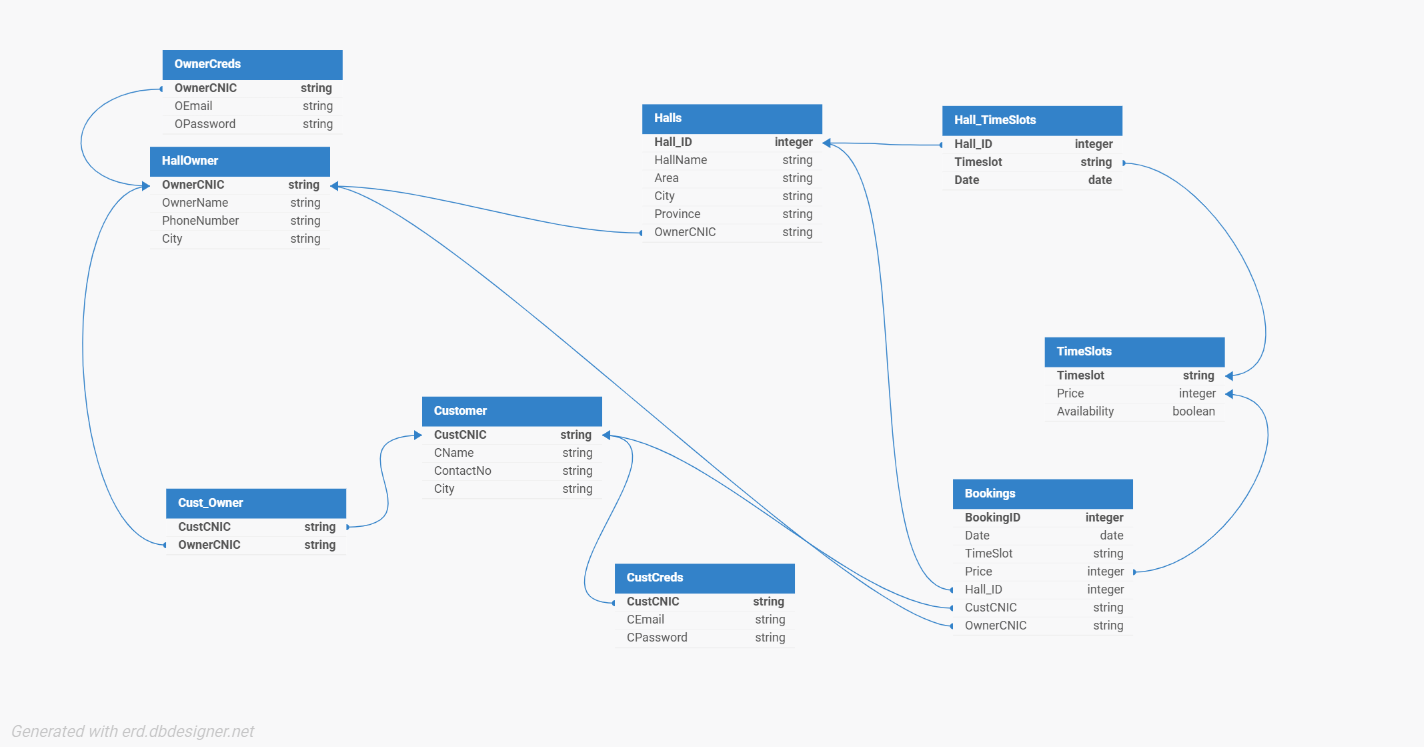 OwnerCreds
OwnerCNIC string
OEmail string
OPassword string
HallOwner
OwnerCNIC string
OwnerName string
PhoneNumber string
City string
Halls
Hall_ID integer
HallName string
Area string
City string
Province string
OwnerCNIC string
Hall_TimeSlots
Hall_ID integer
Timeslot string
Date date
TimeSlots
Timeslot string
Price integer
Availability boolean
Customer
CustCNIC string
CName string
ContactNo string
City string
Cust_Owner
CustCNIC string
OwnerCNIC string
CustCreds
CustCNIC string
CEmail string
CPassword string
Bookings
BookingID integer
Date date
TimeSlot string
Price integer
Hall_ID integer
CustCNIC string
OwnerCNIC string
Generated with erd.dbdesigner.net